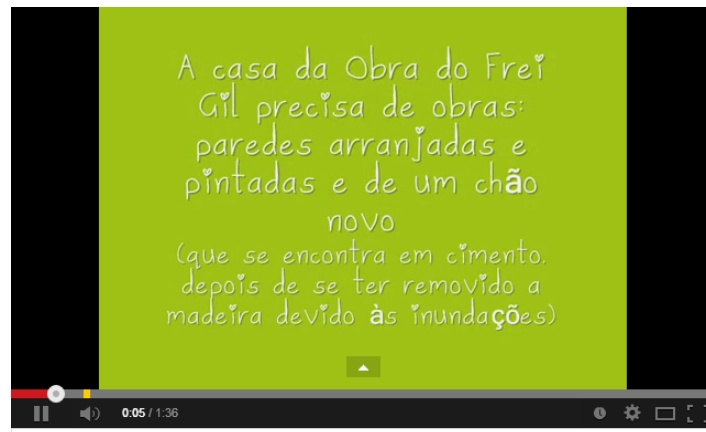 A casa da Obra do Frei
Gil precisa de obras:
paredes arranjadas e
pintadas e de um chão
novo
(que se encontra em cimento,
depois de se ter removido a
madeira devido às inundações)
0:05 / 1:36